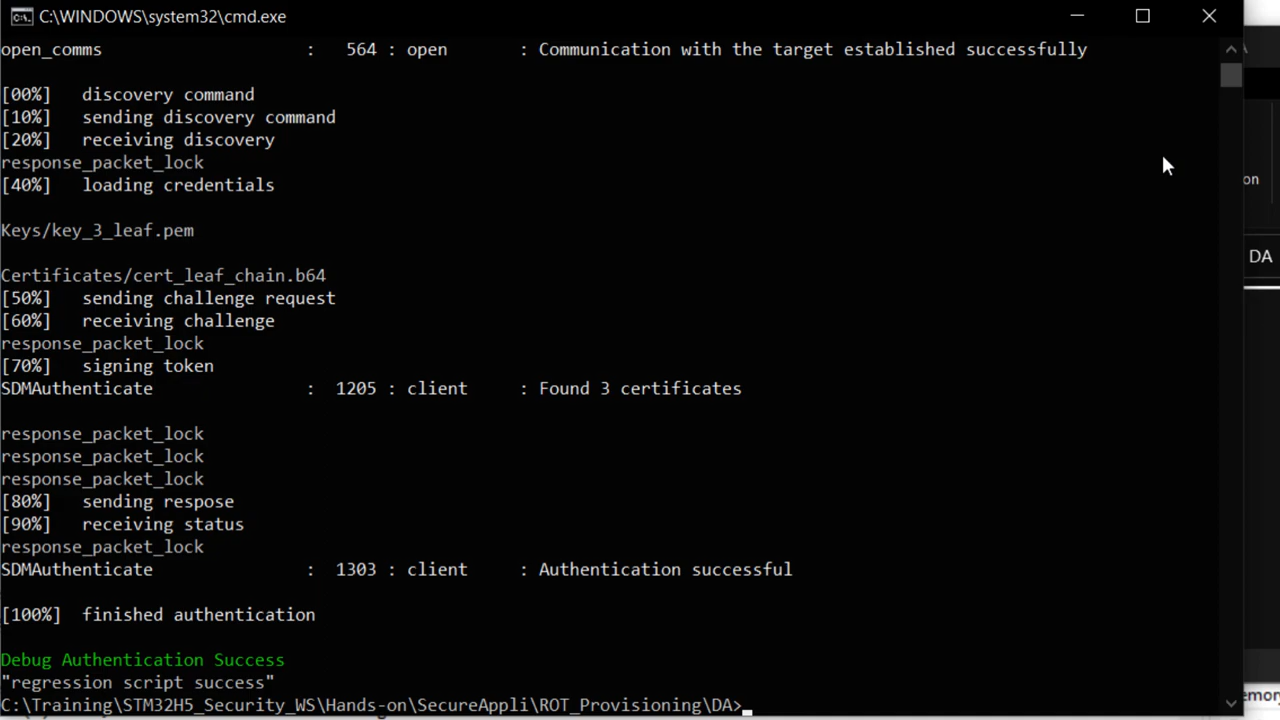 C:\WINDOWS\system32\cmd.exe
open_comms : 564 : open : Communication with the target established successfully
[00%] discovery command
[10%] sending discovery command
[20%] receiving discovery
response_packet_lock
[40%] loading credentials
Keys/key_3_leaf.pem
Certificates/cert_leaf_chain.b64
[50%] sending challenge request
[60%] receiving challenge
response_packet_lock
[70%] signing token
SDMAuthenticate : 1205 : client : Found 3 certificates
response_packet_lock
response_packet_lock
response_packet_lock
[80%] sending respose
[90%] receiving status
response_packet_lock
SDMAuthenticate : 1303 : client : Authentication successful
[100%] finished authentication
Debug Authentication Success
"regression script success"
C:\Training\STM32H5_Security_WS\Hands-on\SecureAppli\ROT_Provisioning\DA>
on
DA